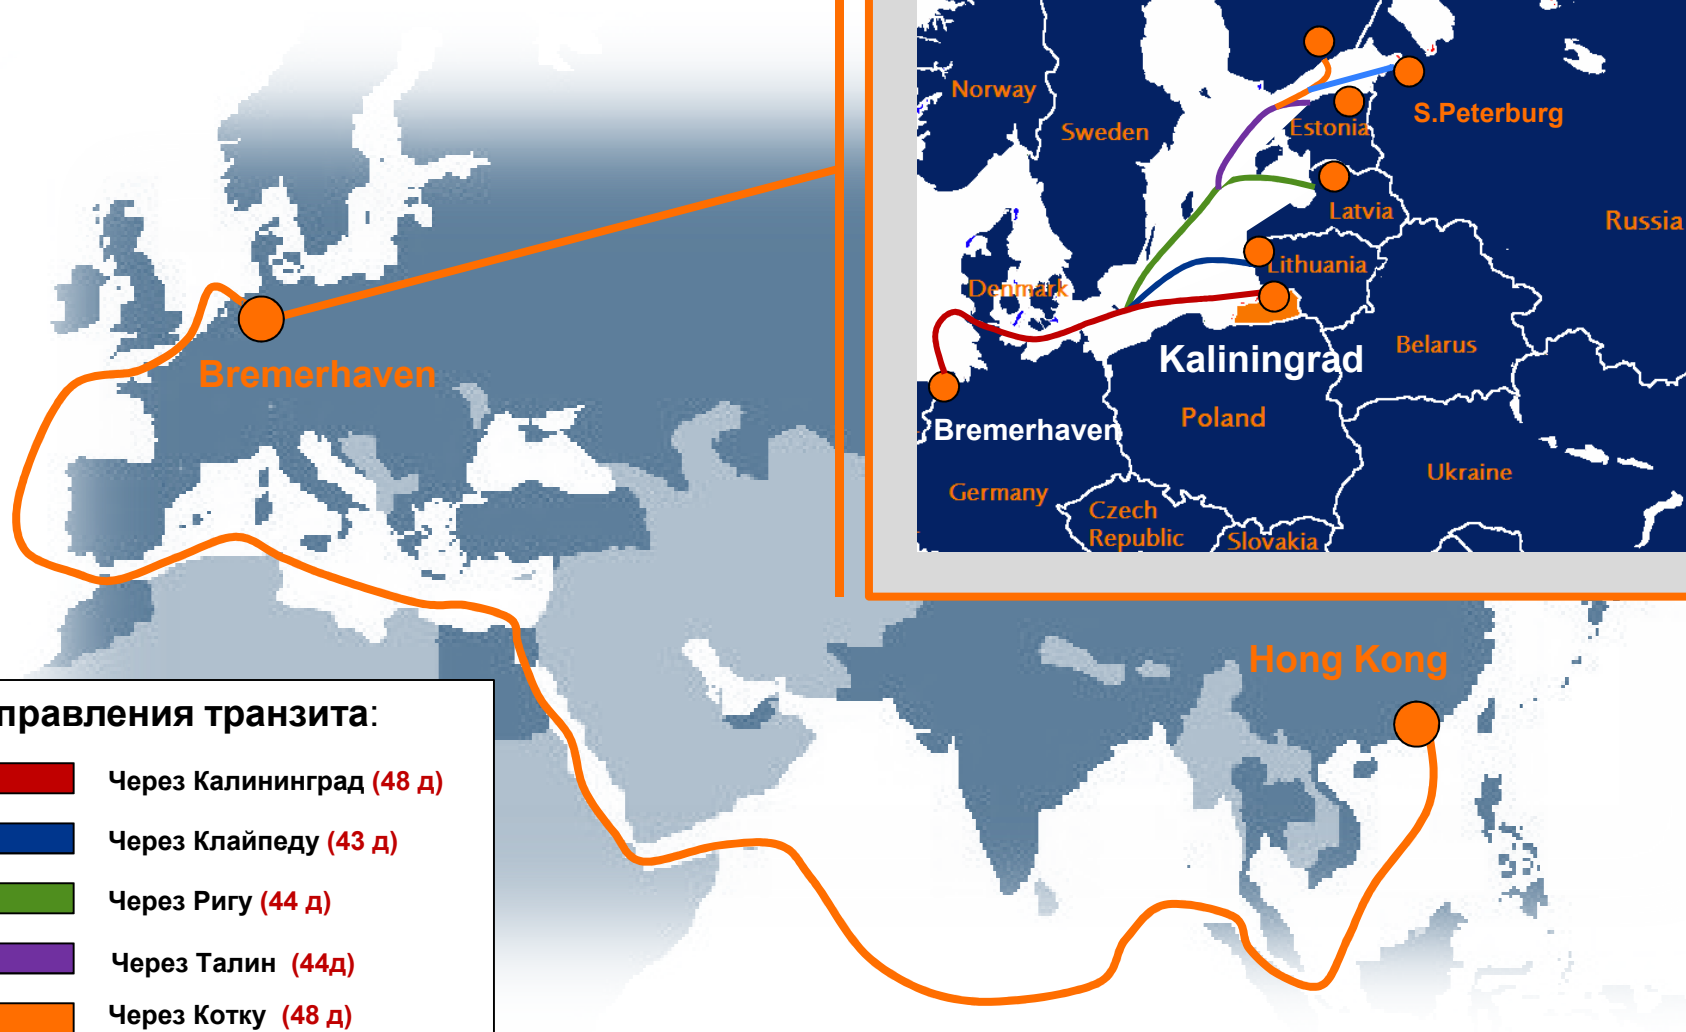 Norway
Sweden
Estonia
S.Peterburg
Latvia
Russia
Lithuania
Denmark
Kaliningrad
Belarus
Bremerhaven
Poland
Bremerhaven
Ukraine
Germany
Czech
Republic
Slovakia
Hong Kong
правления транзита:
Через Калининград (48 д)
Через Клайпеду (43 д)
Через Ригу (44 д)
Через Талин (44д)
Через Котку (48 д)